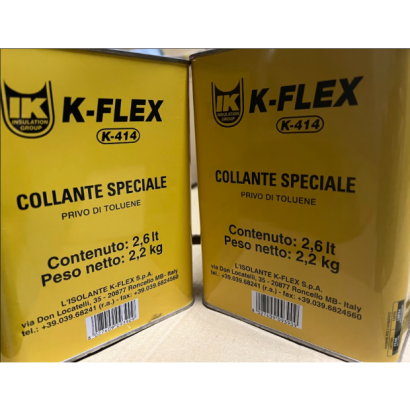 IK
INSULATION
GROUP
K-FLEX
K-414
COLLANTE SPECIALE
PRIVO DI TOLUENE
Contenuto: 2,6 lt
Peso netto: 2,2 kg
L'ISOLANTE K-FLEX S.p.A.
via Don Locatelli, 35 - 20877 Roncello MB- Italy
tel.+39.039.68241 (r.a.) - fax: +39.039.6824560
IK
INSULATION
GROUP
K-FLEX
K-414
COLLANTE SPECIALE
PRIVO DI TOLUENE
Contenuto: 2,6 lt
Peso netto: 2,2 kg
L'ISOLANTE K-FLEX S.p.A.
via Don Locatelli, 35 - 20877 Roncello MB- Italy
tel.+39.039.68241 (r.a.) - fax: +39.039.6824560